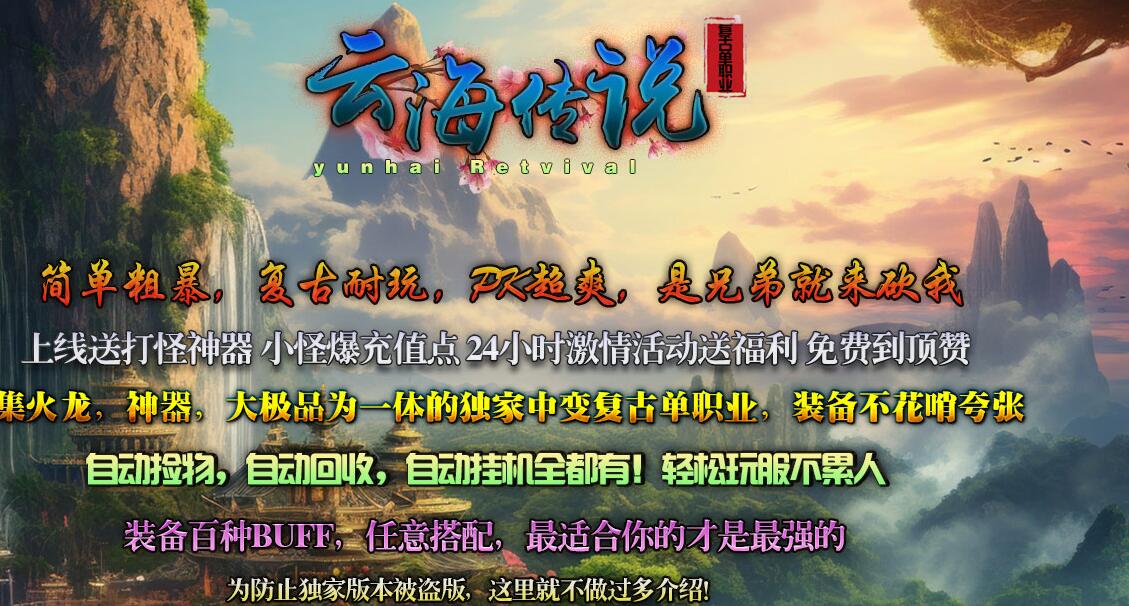 云海传说
复古单职业
yunhai Retvival
简单粗暴，复古耐玩，PK超爽，是兄弟就来砍我
上线送打怪神器 小怪爆充值点 24小时激情活动送福利 免费到顶赞
集火龙，神器，大极品为一体的独家中变复古单职业，装备不花哨夸张
自动捡物，自动回收，自动挂机全都有！轻松玩服不累人
装备百种BUFF，任意搭配，最适合你的才是最强的
为防止独家版本被盗版，这里就不做过多介绍!